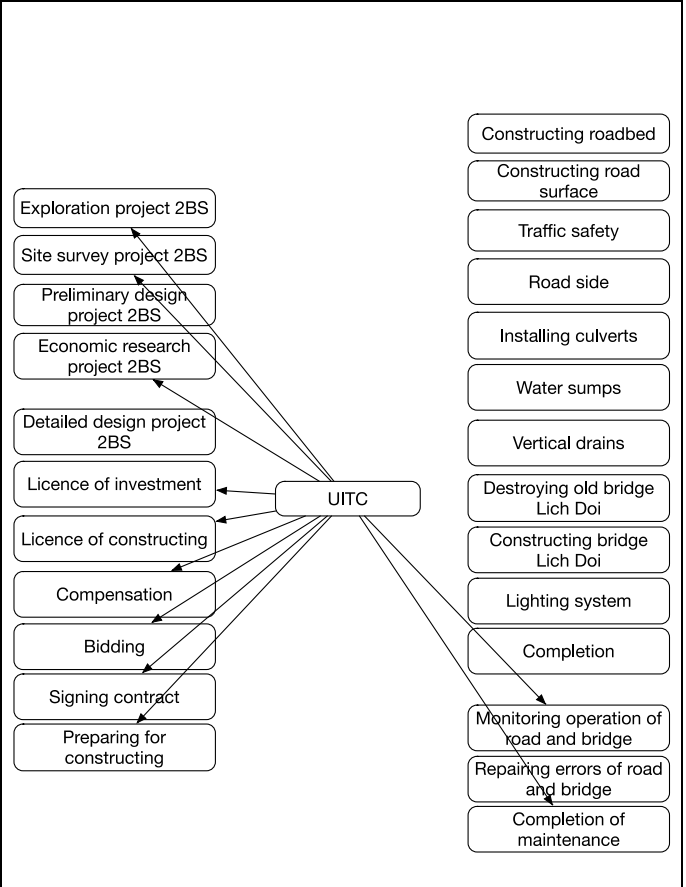 Exploration project 2BS
Site survey project 2BS
Preliminary design
project 2BS
Economic research
project 2BS
Detailed design project
2BS
Licence of investment
Licence of constructing
Compensation
Bidding
Signing contract
Preparing for
constructing
UITC
Constructing roadbed
Constructing road
surface
Traffic safety
Road side
Installing culverts
Water sumps
Vertical drains
Destroying old bridge
Lich Doi
Constructing bridge
Lich Doi
Lighting system
Completion
Monitoring operation of
road and bridge
Repairing errors of road
and bridge
Completion of
maintenance